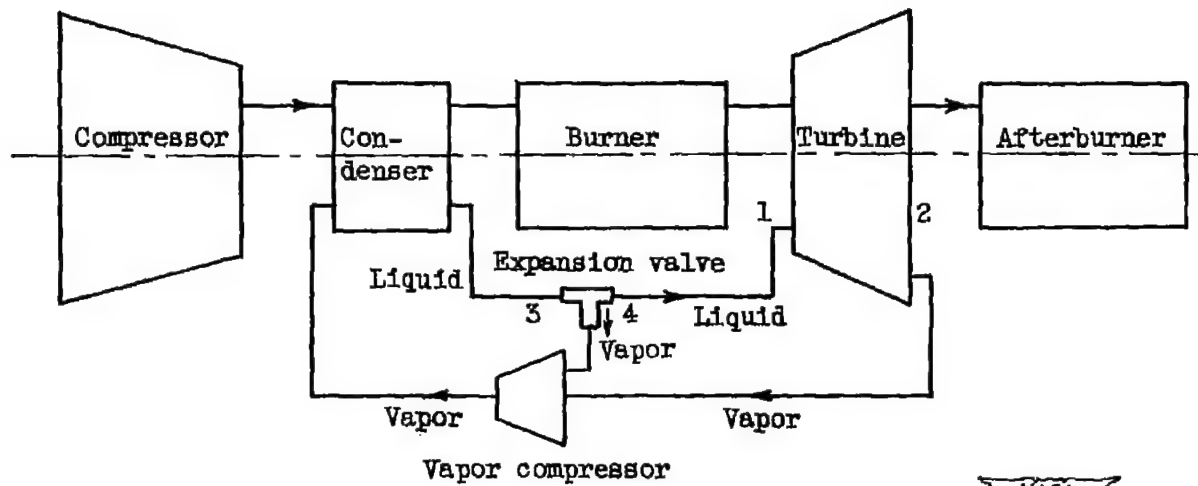 Compressor
Con-
denser
Burner
Turbine
Afterburner
1
2
Expansion valve
Liquid
3
4
Liquid
Vapor
Vapor
Vapor
Vapor compressor